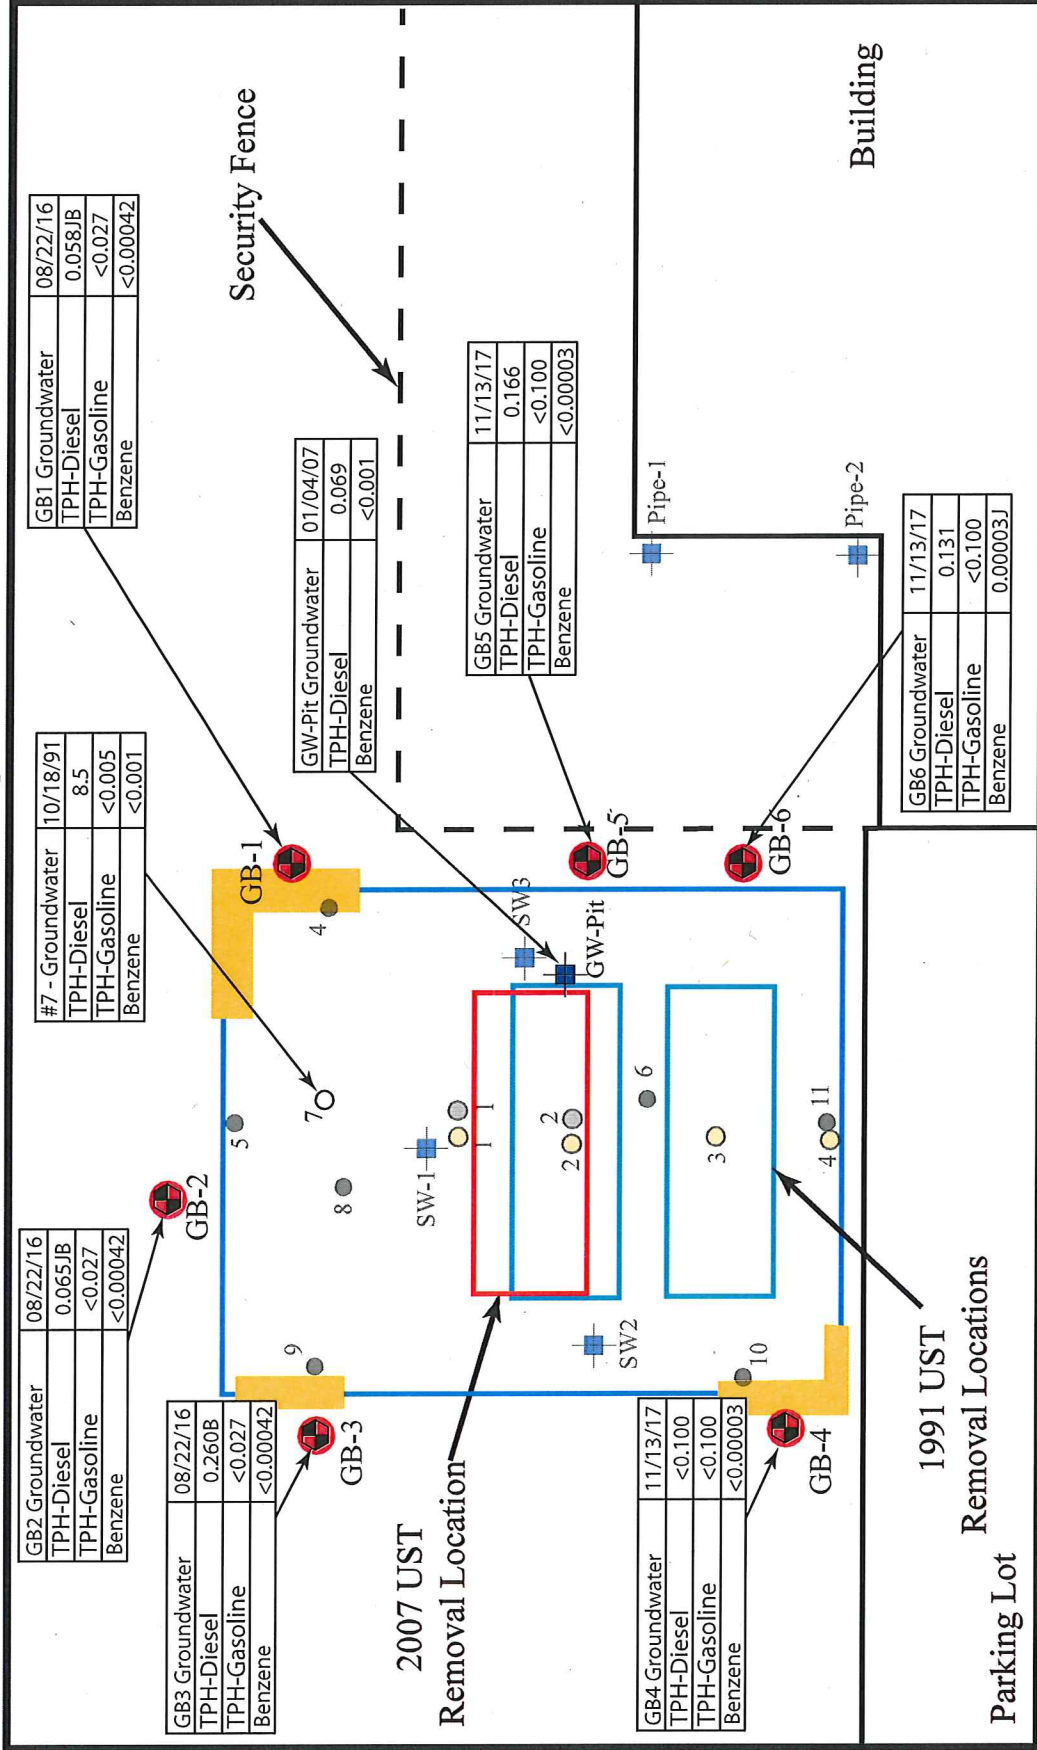 GB2 Groundwater 08/22/16
TPH-Diesel 0.065JB
TPH-Gasoline <0.027
Benzene <0.00042
#7 - Groundwater 10/18/91
TPH-Diesel 8.5
TPH-Gasoline <0.005
Benzene <0.001
GB1 Groundwater 08/22/16
TPH-Diesel 0.058JB
TPH-Gasoline <0.027
Benzene <0.00042
GB3 Groundwater 08/22/16
TPH-Diesel 0.260B
TPH-Gasoline <0.027
Benzene <0.00042
GB-2
5
GB-1
Security Fence
9
GB-3
8
7
4
GW-Pit Groundwater 01/04/07
TPH-Diesel 0.069
Benzene <0.001
2007 UST
Removal Location
SW-1
1
1
SW3
GB5 Groundwater 11/13/17
TPH-Diesel 0.166
TPH-Gasoline <0.100
Benzene <0.00003
SW2
2
2
GW-Pit
GB-5
6
Pipe-1
GB4 Groundwater 11/13/17
TPH-Diesel <0.100
TPH-Gasoline <0.100
Benzene <0.00003
10
GB-4
3
4
11
GB-6
Pipe-2
Building
1991 UST
Removal Locations
GB6 Groundwater 11/13/17
TPH-Diesel 0.131
TPH-Gasoline <0.100
Benzene 0.00003J
Parking Lot